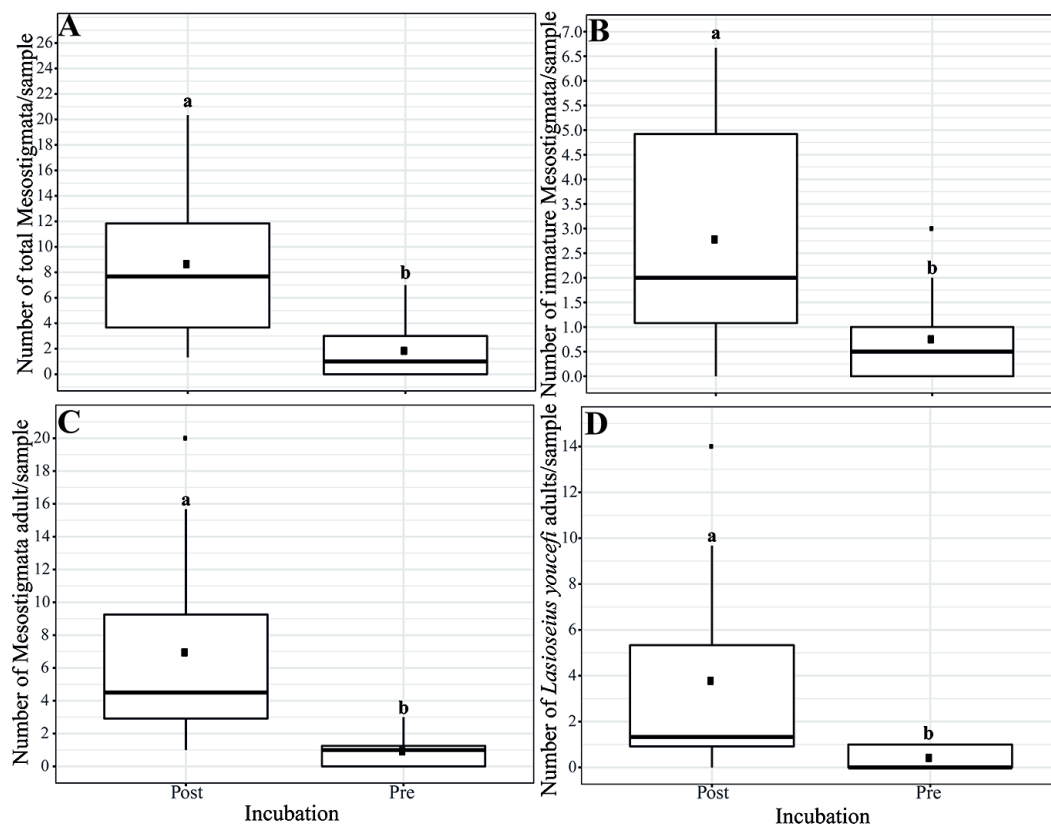 A
Number of total Mesostigmata/sample
26
24
22
20
18
16
14
12
10
8
6
4
2
0
a
b
B
Number of immature Mesostigmata/sample
7.0
6.5
6.0
5.5
5.0
4.5
4.0
3.5
3.0
2.5
2.0
1.5
1.0
0.5
0.0
a
b
C
Number of Mesostigmata adult/sample
20
18
16
14
12
10
8
6
4
2
0
a
b
Post
Pre
Incubation
D
Number of Lasioseius youcefi adults/sample
14
12
10
8
6
4
2
0
a
b
Post
Pre
Incubation